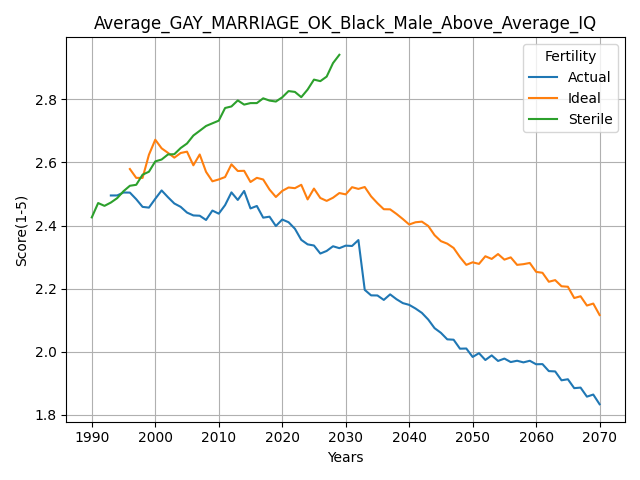 Average_GAY_MARRIAGE_OK_Black_Male_Above_Average_IQ
Fertility
Actual
Ideal
Sterile
Score(1-5)
2.8
2.6
2.4
2.2
2.0
1.8
1990 2000 2010 2020 2030 2040 2050 2060 2070
Years